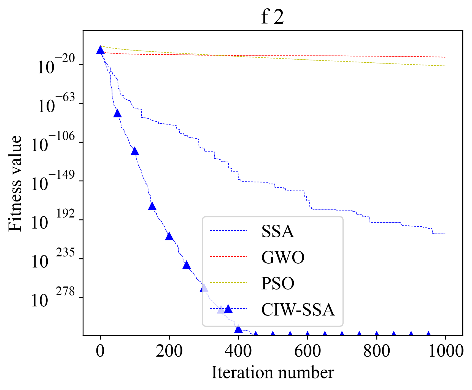 f 2
Fitness value
10^{-20}
10^{-63}
10^{-106}
10^{-149}
10^{192}
10^{235}
10^{278}
SSA
GWO
PSO
CIW-SSA
0 200 400 600 800 1000
Iteration number